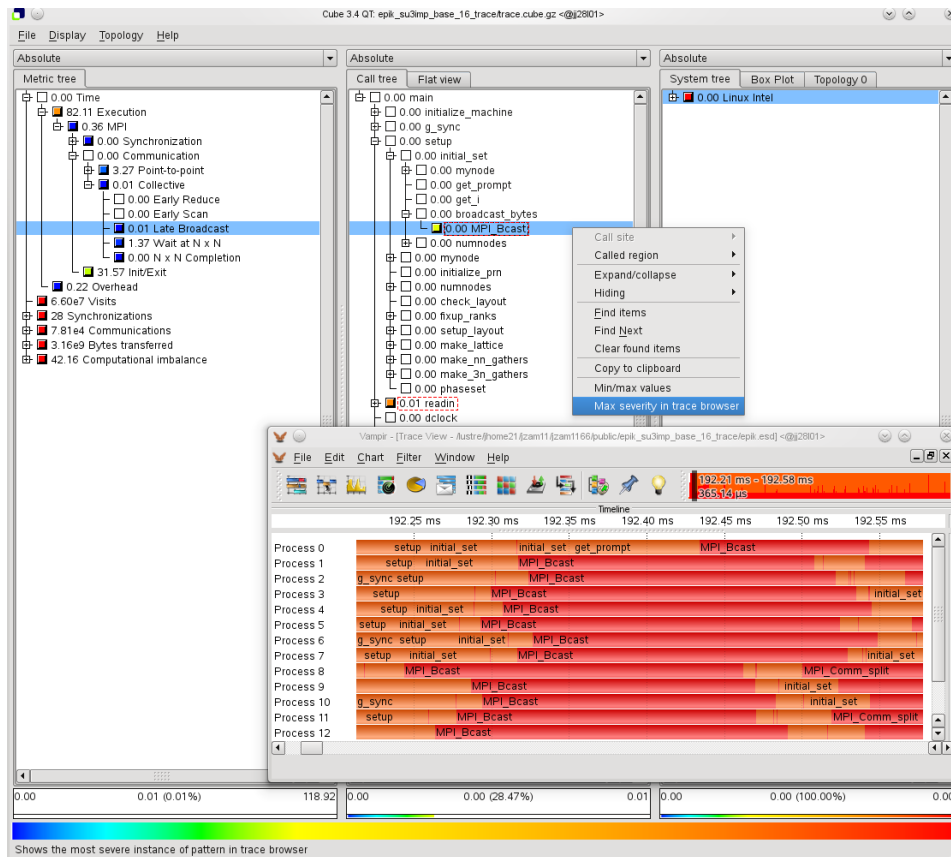 Cube 3.4 QT: epik_su3imp_base_16_trace/trace.cube.gz <@jj28l01>
File Display Topology Help
Absolute
Absolute
Absolute
Metric tree
Call tree Flat view
System tree Box Plot Topology 0
0.00 Time
82.11 Execution
0.36 MPI
0.00 Synchronization
0.00 Communication
3.27 Point-to-point
0.01 Collective
0.00 Early Reduce
0.00 Early Scan
0.01 Late Broadcast
1.37 Wait at N x N
0.00 N x N Completion
31.57 Init/Exit
0.22 Overhead
6.60e7 Visits
28 Synchronizations
7.81e4 Communications
3.16e9 Bytes transferred
42.16 Computational imbalance
0.00 main
0.00 initialize_machine
0.00 g_sync
0.00 setup
0.00 initial_set
0.00 mynode
0.00 get_prompt
0.00 get_i
0.00 broadcast_bytes
0.00 MPI_Bcast
0.00 numnodes
0.00 mynode
0.00 initialize_prn
0.00 numnodes
0.00 check_layout
0.00 fixup_ranks
0.00 setup_layout
0.00 make_lattice
0.00 make_nn_gathers
0.00 make_3n_gathers
0.00 phaseset
0.01 readin
0.00 dclock
0.00 Linux Intel
Call site
Called region
Expand/collapse
Hiding
Find items
Find Next
Clear found items
Copy to clipboard
Min/max values
Max severity in trace browser
Vampir - [Trace View - /lustre/jhome21/jzam11/jzam1166/public/epik_su3imp_base_16_trace/epik.esd] <@jj28l01>
File Edit Chart Filter Window Help
192.21 ms - 192.58 ms
365.14 µs
Timeline
192.25 ms 192.30 ms 192.35 ms 192.40 ms 192.45 ms 192.50 ms 192.55 ms
Process 0 setup initial_set initial_set get_prompt MPI_Bcast
Process 1 setup initial_set MPI_Bcast
Process 2 g_sync setup MPI_Bcast
Process 3 setup MPI_Bcast initial_set
Process 4 setup initial_set MPI_Bcast
Process 5 setup initial_set MPI_Bcast
Process 6 g_sync setup initial_set MPI_Bcast
Process 7 setup initial_set MPI_Bcast initial_set
Process 8 MPI_Bcast MPI_Comm_split
Process 9 MPI_Bcast initial_set
Process 10 g_sync MPI_Bcast initial_set
Process 11 setup MPI_Bcast MPI_Comm_split
Process 12 MPI_Bcast
0.00 0.01 (0.01%) 118.92
0.00 0.00 (28.47%) 0.01
0.00 0.00 (100.00%) 0.00
Shows the most severe instance of pattern in trace browser